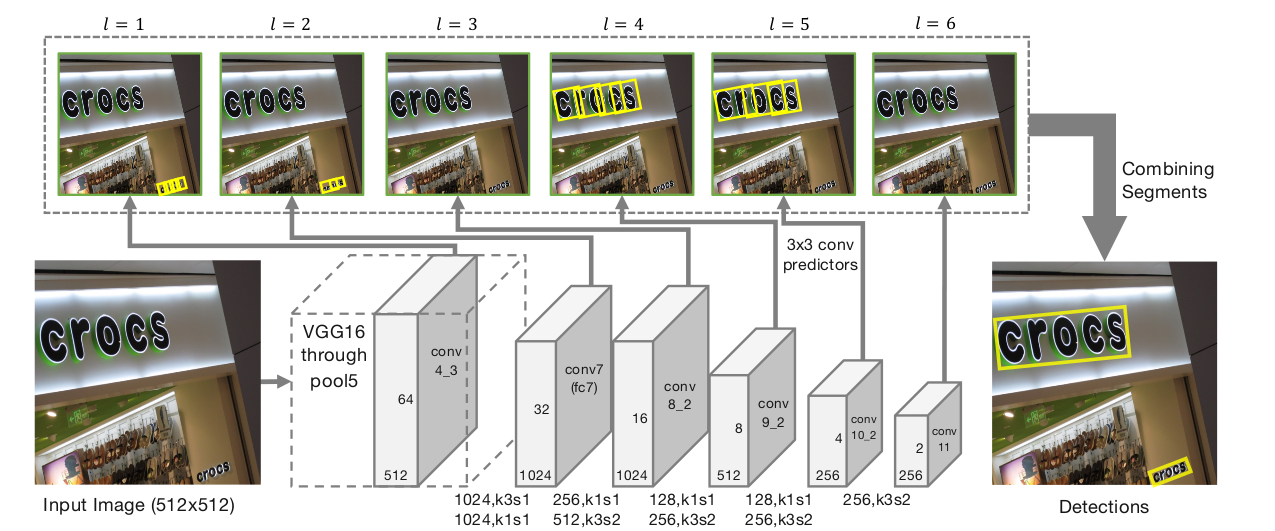 l = 1
l = 2
l = 3
l = 4
l = 5
l = 6
crocs
crocs
crocs
crocs
crocs
crocs
crocs
crocs
crocs
crocs
Combining
Segments
3x3 conv
predictors
crocs
crocs
Input Image (512x512)
VGG16
through
pool5
64
512
conv
4_3
32
1024
conv7
(fc7)
16
1024
conv
8_2
8
512
conv
9_2
4
256
conv
10_2
2
256
conv
11
1024,k3s1
1024,k1s1
256,k1s1
512,k3s2
128,k1s1
256,k3s2
128,k1s1
256,k3s2
256,k3s2
crocs
crocs
Detections